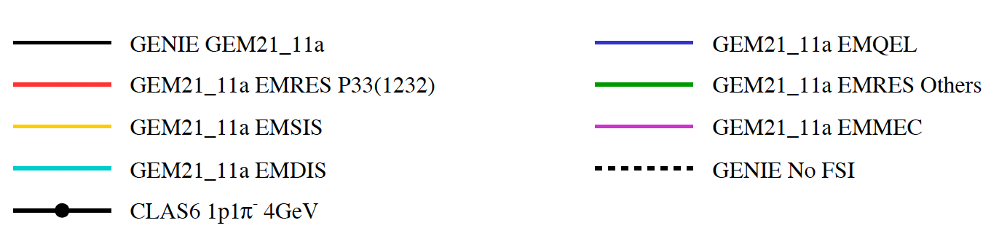 GENIE GEM21_11a
GEM21_11a EMQEL
GEM21_11a EMRES P33(1232)
GEM21_11a EMRES Others
GEM21_11a EMSIS
GEM21_11a EMMEC
GEM21_11a EMDIS
GENIE No FSI
CLAS6 1p1π⁻ 4GeV